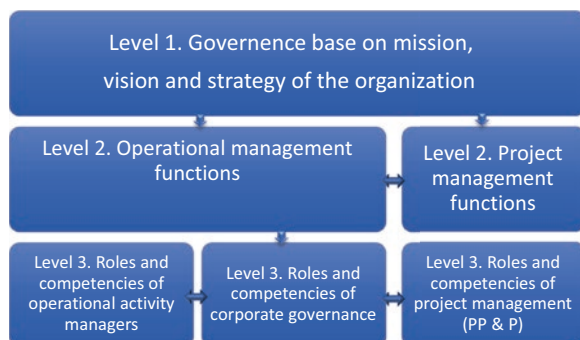 Level 1. Governence base on mission,
vision and strategy of the organization
Level 2. Operational management
functions
Level 2. Project
management
functions
Level 3. Roles and
competencies of
operational activity
managers
Level 3. Roles and
competencies of
corporate governance
Level 3. Roles and
competencies of
project management
(PP & P)